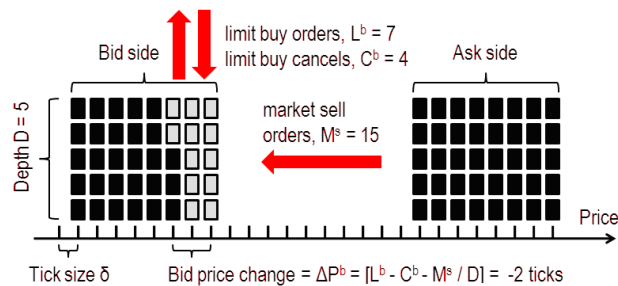 limit buy orders, Lᵇ = 7
limit buy cancels, Cᵇ = 4
Bid side
Ask side
market sell
orders, Mˢ = 15
Depth D = 5
Price
Tick size δ
Bid price change = ΔPᵇ = ⌈Lᵇ - Cᵇ - Mˢ / D⌉ = -2 ticks